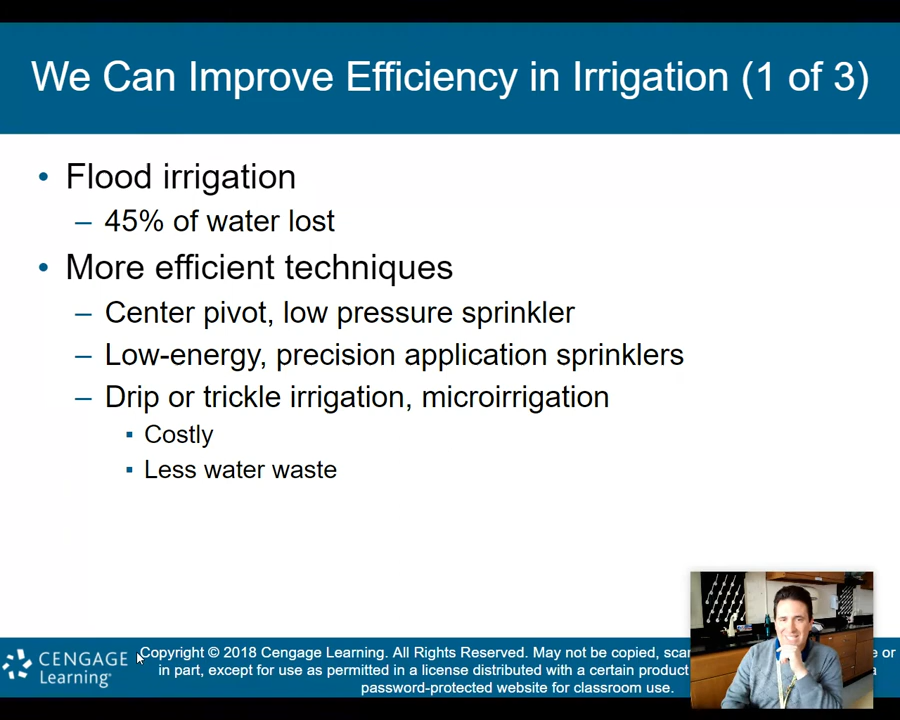 We Can Improve Efficiency in Irrigation (1 of 3)
• Flood irrigation
– 45% of water lost
• More efficient techniques
– Center pivot, low pressure sprinkler
– Low-energy, precision application sprinklers
– Drip or trickle irrigation, microirrigation
▪ Costly
▪ Less water waste
CENGAGE
Learning
Copyright © 2018 Cengage Learning. All Rights Reserved. May not be copied, or
in part, except for use as permitted in a license distributed with a certain product a
password-protected website for classroom use.